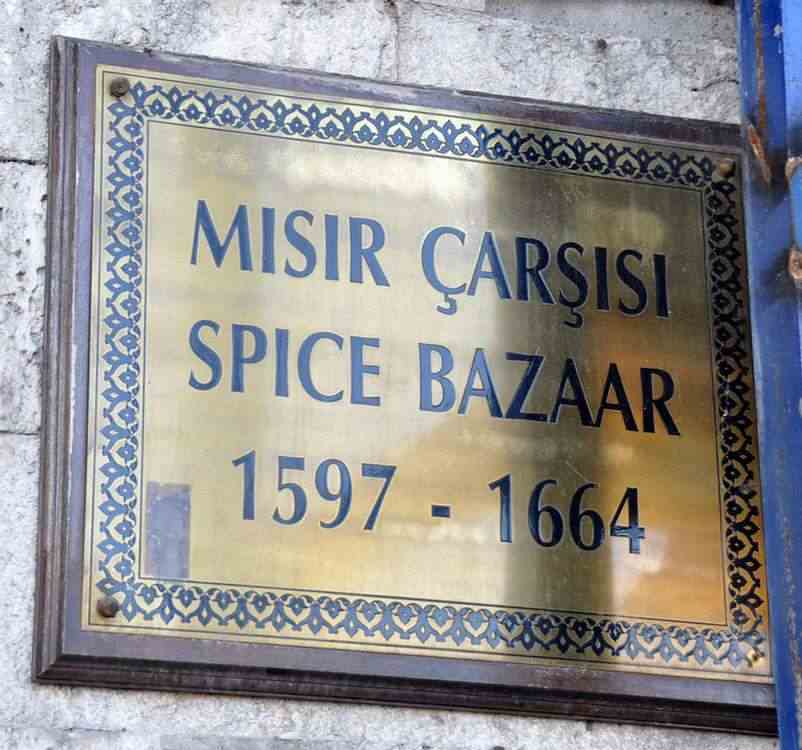 MISIR ÇARŞISI
SPICE BAZAAR
1597 - 1664